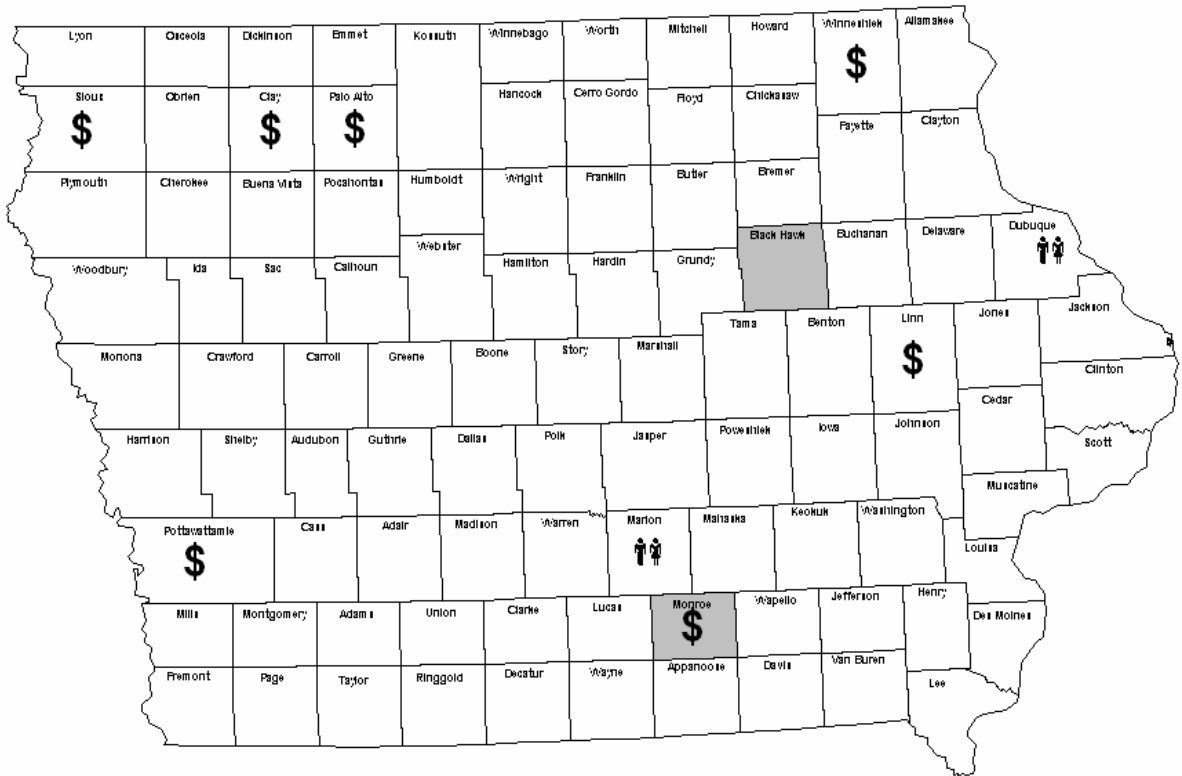 Lyon Osceola Dickinson Emmet Kossuth Winnebago Worth Mitchell Howard Winneshiek Allamakee
$
Sioux Obrien Clay Palo Alto Hancock Cerro Gordo Floyd Chickasaw
$ $ $
Fayette Clayton
Plymouth Cherokee Buena Vista Pocahontas Humboldt Wright Franklin Butler Bremer
Black Hawk Buchanan Delaware Dubuque
Woodbury Ida Sac Calhoun Webster Hamilton Hardin Grundy
Tama Benton Linn Jones Jackson
$
Monona Crawford Carroll Greene Boone Story Marshall
Clinton
Cedar
Harrison Shelby Audubon Guthrie Dallas Polk Jasper Poweshiek Iowa Johnson Scott
Muscatine
Pottawattamie Cass Adair Madison Warren Marion Mahaska Keokuk Washington
$
Louisa
Mills Montgomery Adams Union Clarke Lucas Monroe Wapello Jefferson Henry Des Moines
$
Fremont Page Taylor Ringgold Decatur Wayne Appanoose Davis Van Buren Lee